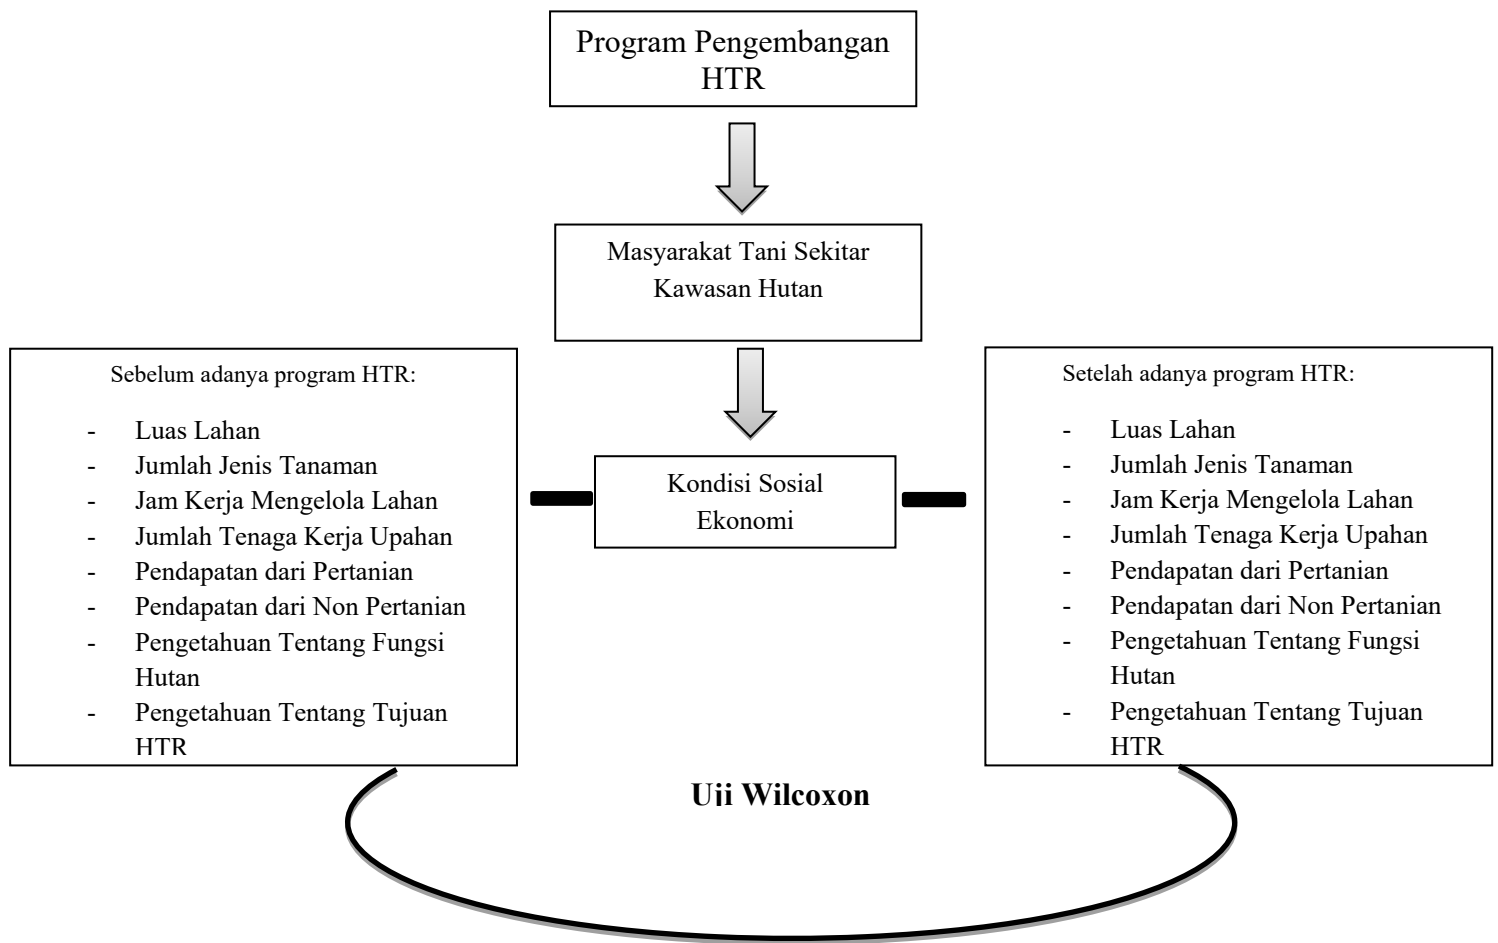 Program Pengembangan
HTR
Masyarakat Tani Sekitar
Kawasan Hutan
Sebelum adanya program HTR:
- Luas Lahan
- Jumlah Jenis Tanaman
- Jam Kerja Mengelola Lahan
- Jumlah Tenaga Kerja Upahan
- Pendapatan dari Pertanian
- Pendapatan dari Non Pertanian
- Pengetahuan Tentang Fungsi
Hutan
- Pengetahuan Tentang Tujuan
HTR
Kondisi Sosial
Ekonomi
Setelah adanya program HTR:
- Luas Lahan
- Jumlah Jenis Tanaman
- Jam Kerja Mengelola Lahan
- Jumlah Tenaga Kerja Upahan
- Pendapatan dari Pertanian
- Pendapatan dari Non Pertanian
- Pengetahuan Tentang Fungsi
Hutan
- Pengetahuan Tentang Tujuan
HTR
Uji Wilcoxon